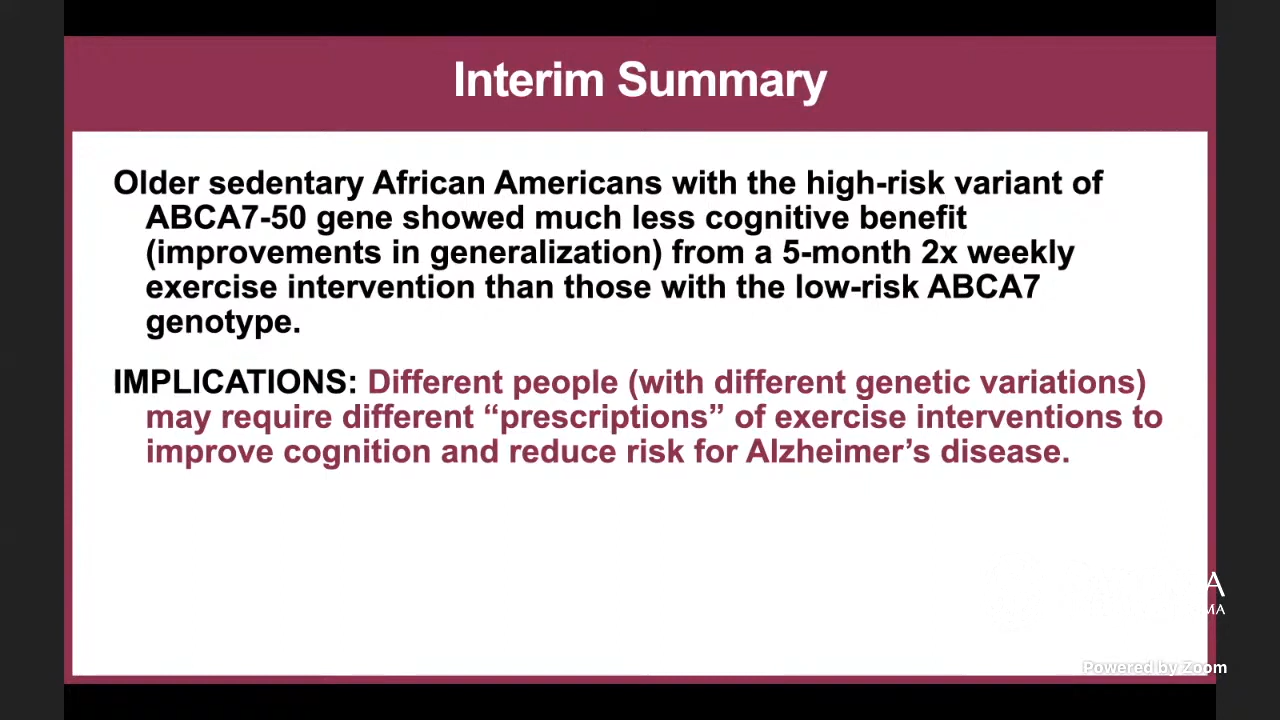 Interim Summary
Older sedentary African Americans with the high-risk variant of
ABCA7-50 gene showed much less cognitive benefit
(improvements in generalization) from a 5-month 2x weekly
exercise intervention than those with the low-risk ABCA7
genotype.
IMPLICATIONS: Different people (with different genetic variations)
may require different “prescriptions” of exercise interventions to
improve cognition and reduce risk for Alzheimer’s disease.
Powered by Zoom